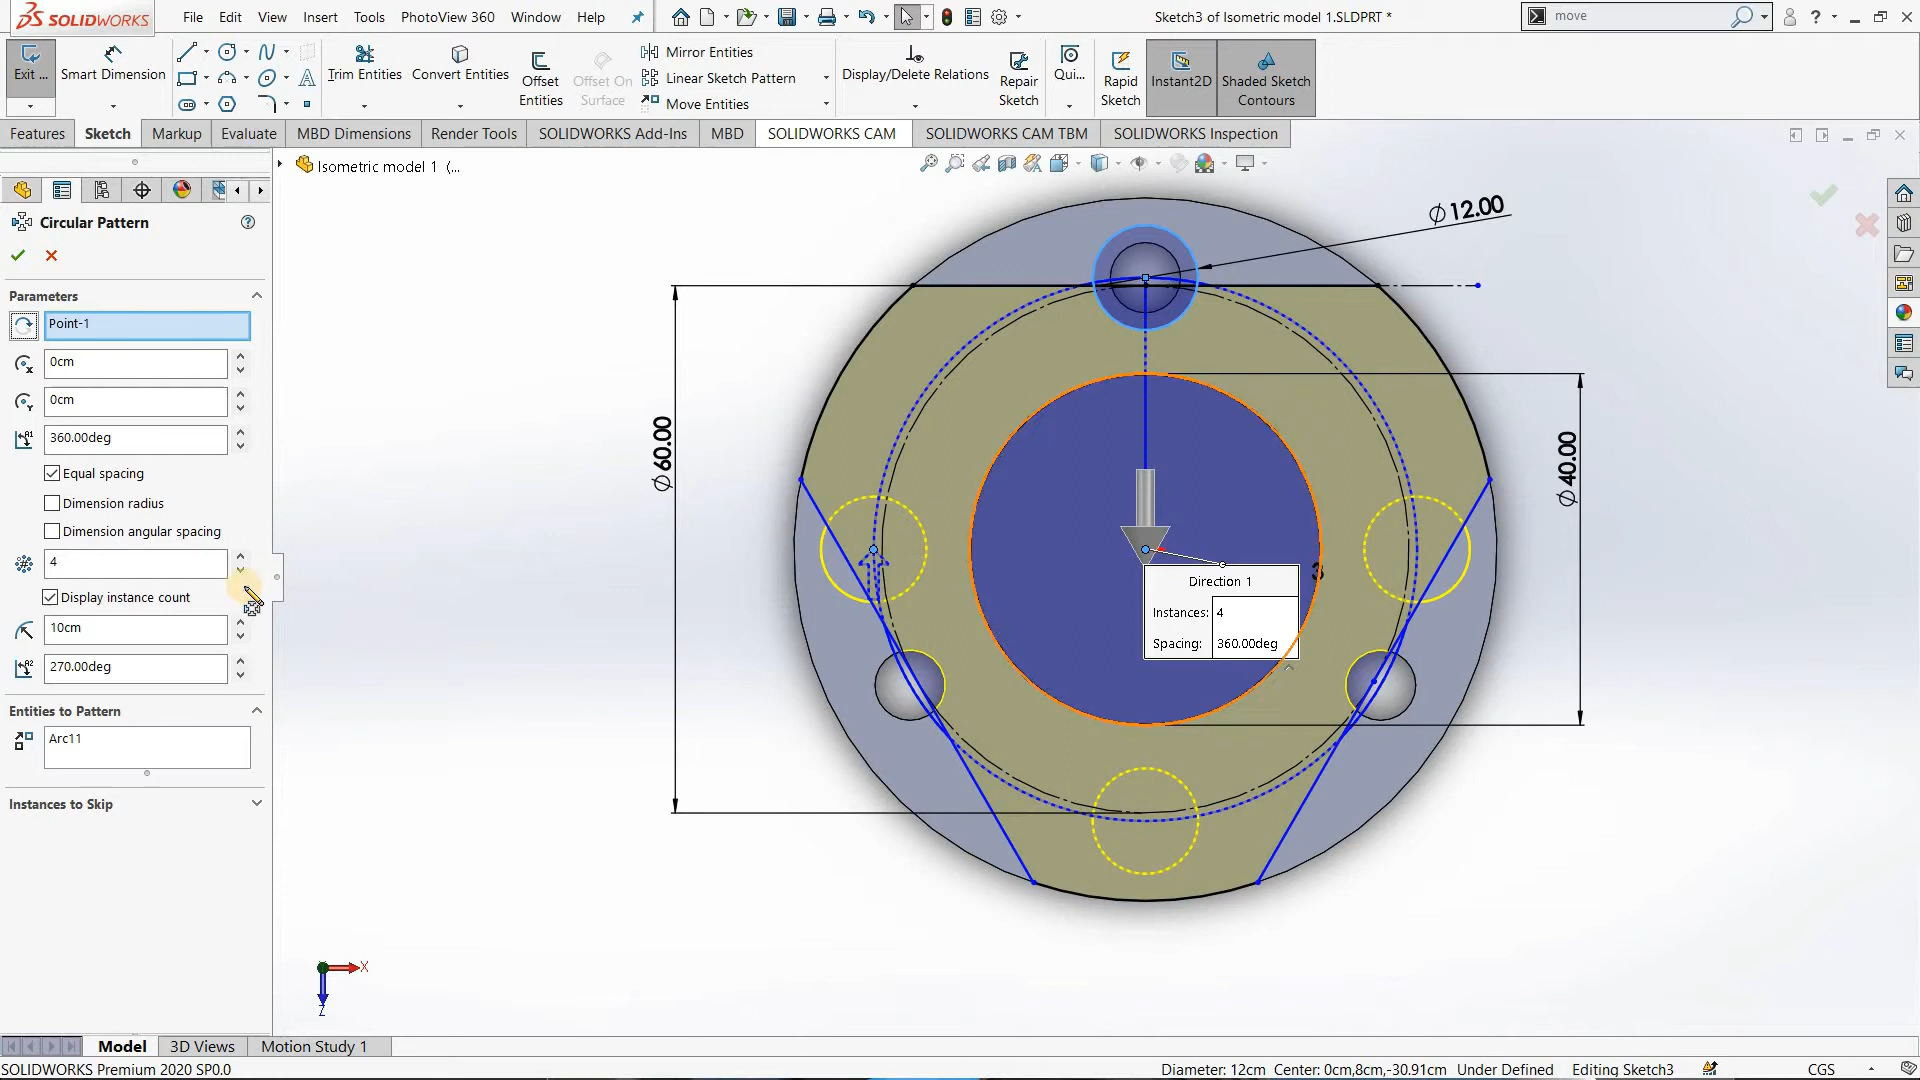 SOLIDWORKS File Edit View Insert Tools PhotoView 360 Window Help Sketch3 of Isometric model 1.SLDPRT * move
Exit ... Smart Dimension Trim Entities Convert Entities Offset Entities Offset On Surface Mirror Entities
Linear Sketch Pattern
Move Entities
Display/Delete Relations Repair Sketch Qui... Rapid Sketch Instant2D Shaded Sketch Contours
Features Sketch Markup Evaluate MBD Dimensions Render Tools SOLIDWORKS Add-Ins MBD SOLIDWORKS CAM SOLIDWORKS CAM TBM SOLIDWORKS Inspection
Isometric model 1 (...
Circular Pattern
Parameters
Point-1
0cm
0cm
360.00deg
Equal spacing
Dimension radius
Dimension angular spacing
4
Display instance count
10cm
270.00deg
Entities to Pattern
Arc11
Instances to Skip
∅ 12.00
∅ 60.00
∅ 40.00
3
Direction 1
Instances: 4
Spacing: 360.00deg
X
Z
Model 3D Views Motion Study 1
SOLIDWORKS Premium 2020 SP0.0 Diameter: 12cm Center: 0cm,8cm,-30.91cm Under Defined Editing Sketch3 CGS